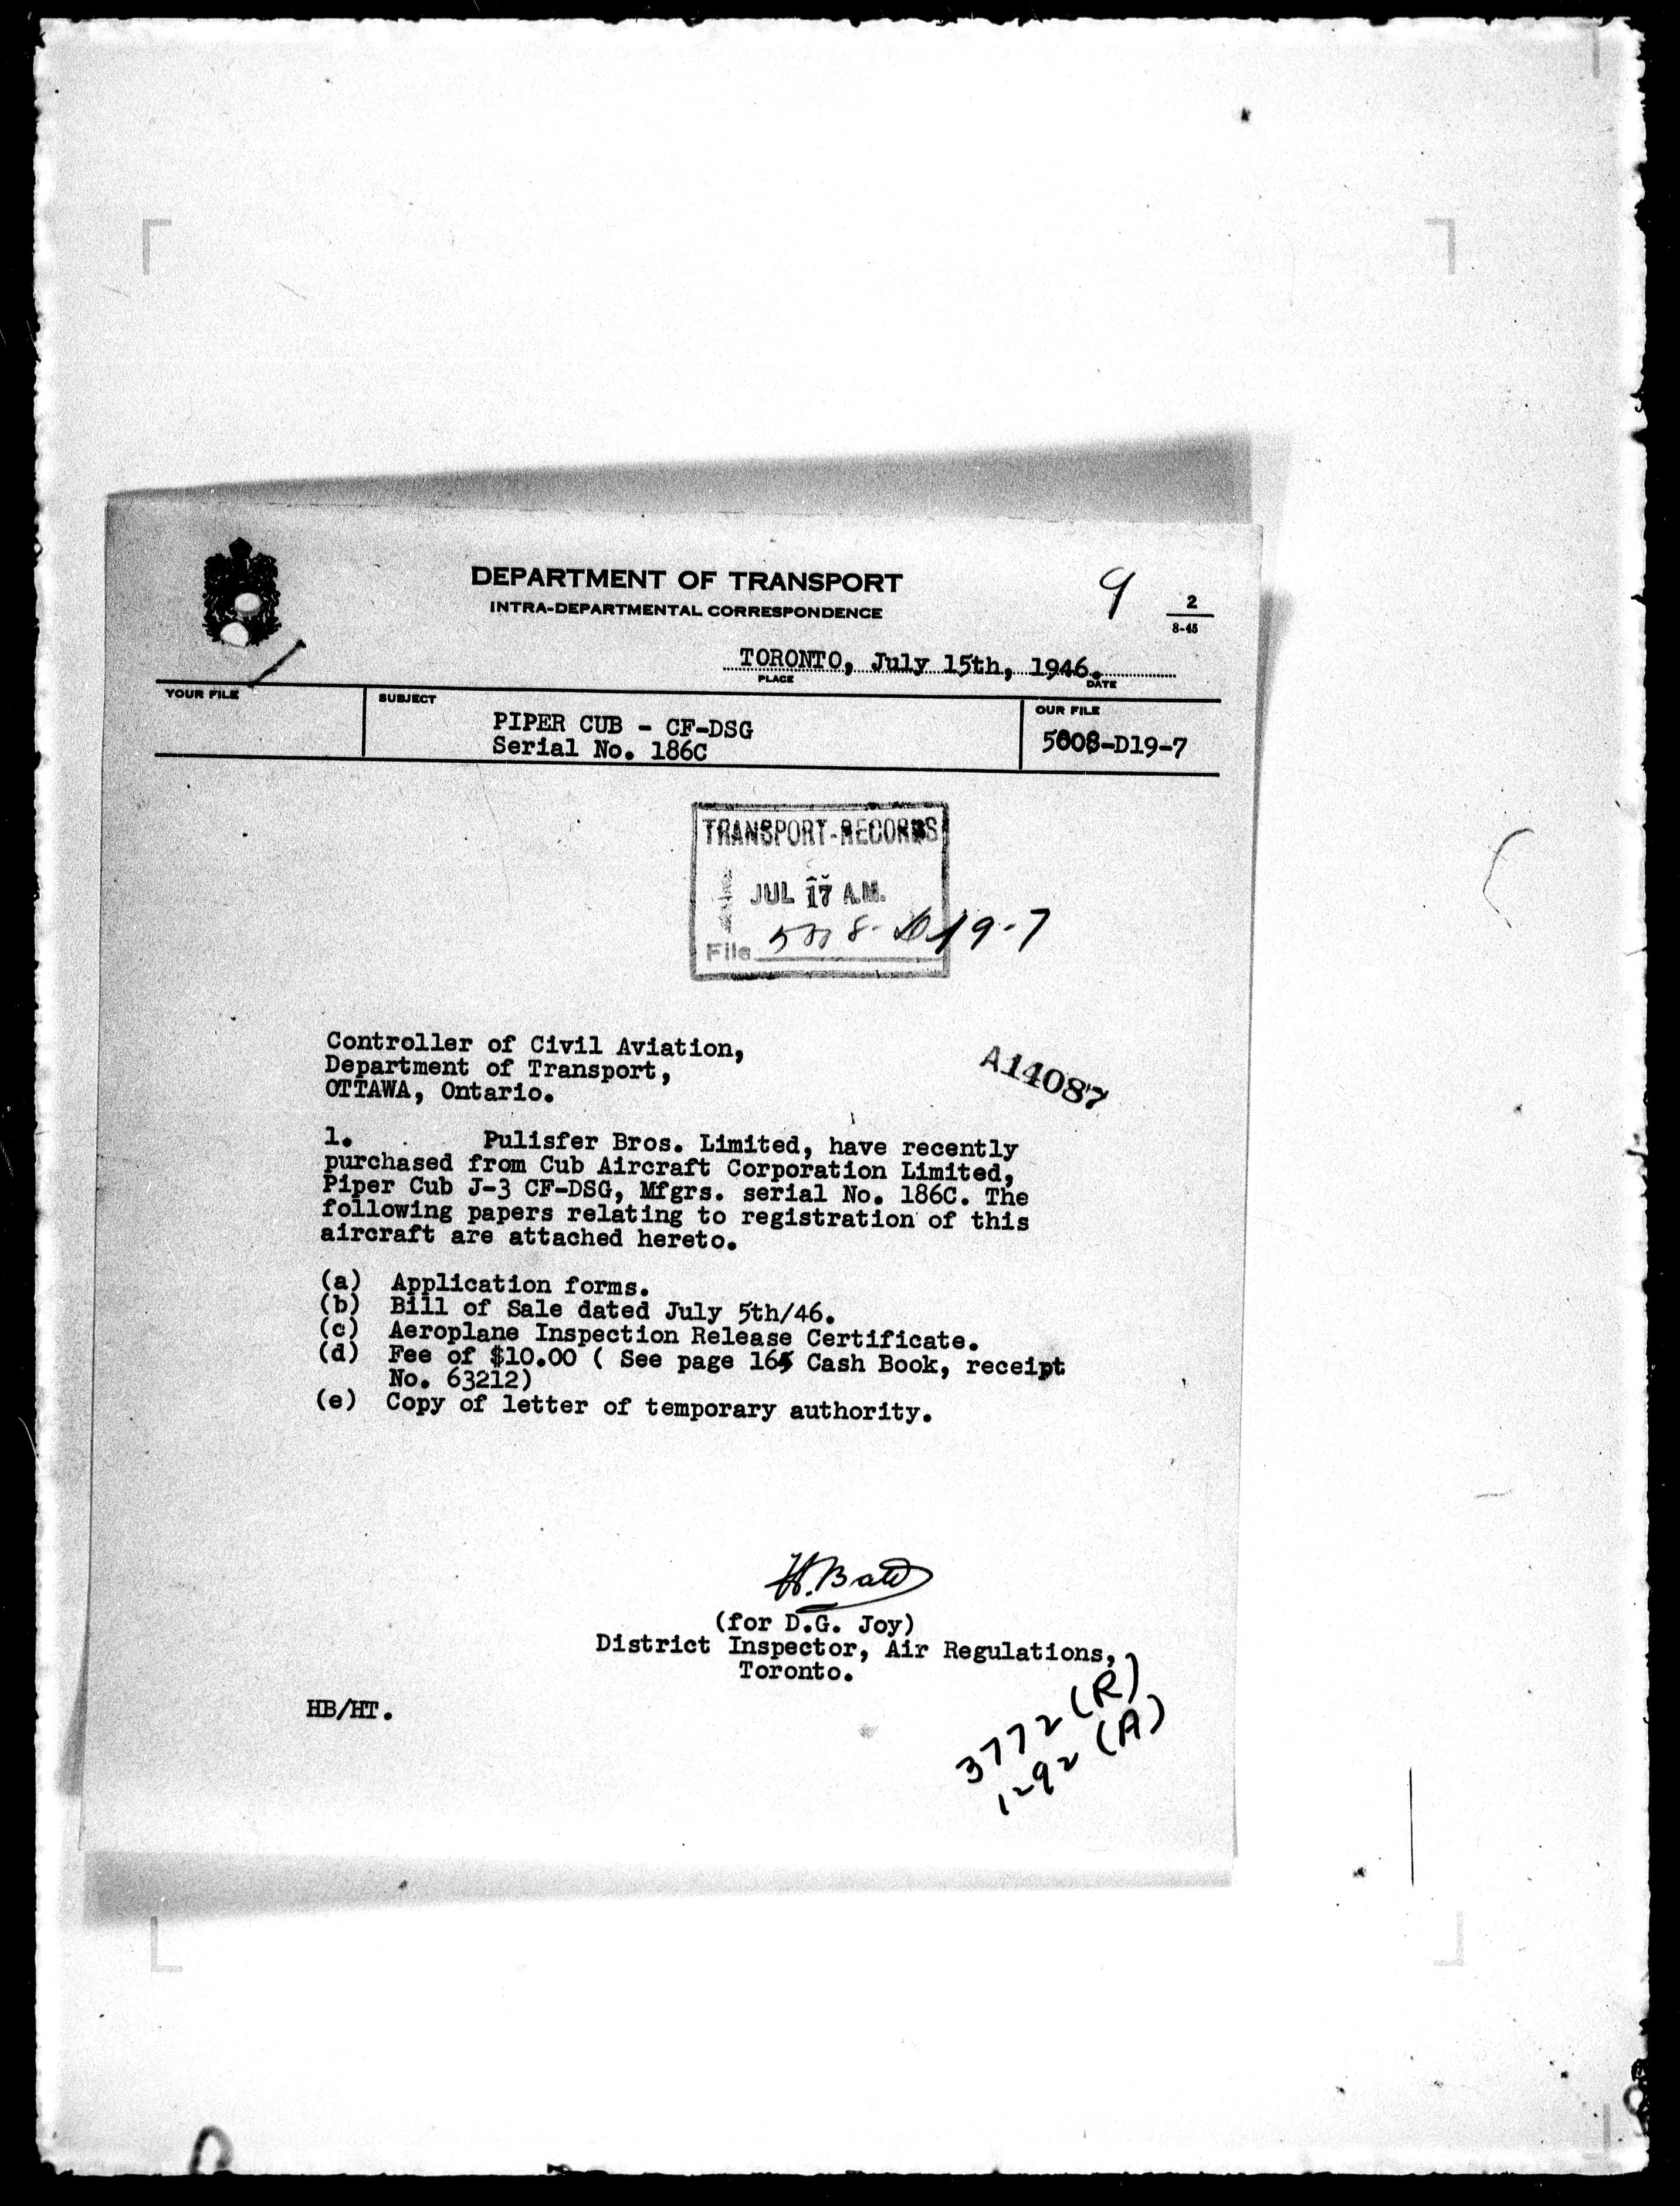 DEPARTMENT OF TRANSPORT
INTRA-DEPARTMENTAL CORRESPONDENCE
9
2
8-45
TORONTO, July 15th, 1946.
PLACE
DATE
YOUR FILE
SUBJECT
OUR FILE
PIPER CUB - CF-DSG
Serial No. 186C
5008-D19-7
TRANSPORT-RECORDS
JUL 17 A.M.
File 5008-D19-7
Controller of Civil Aviation,
Department of Transport,
OTTAWA, Ontario.
A14087
1. Pulisfer Bros. Limited, have recently
purchased from Cub Aircraft Corporation Limited,
Piper Cub J-3 CF-DSG, Mfgrs. serial No. 186C. The
following papers relating to registration of this
aircraft are attached hereto.
(a) Application forms.
(b) Bill of Sale dated July 5th/46.
(c) Aeroplane Inspection Release Certificate.
(d) Fee of $10.00 ( See page 165 Cash Book, receipt
No. 63212)
(e) Copy of letter of temporary authority.
(for D.G. Joy)
District Inspector, Air Regulations,
Toronto.
HB/HT.
3772 (R)
1292 (A)